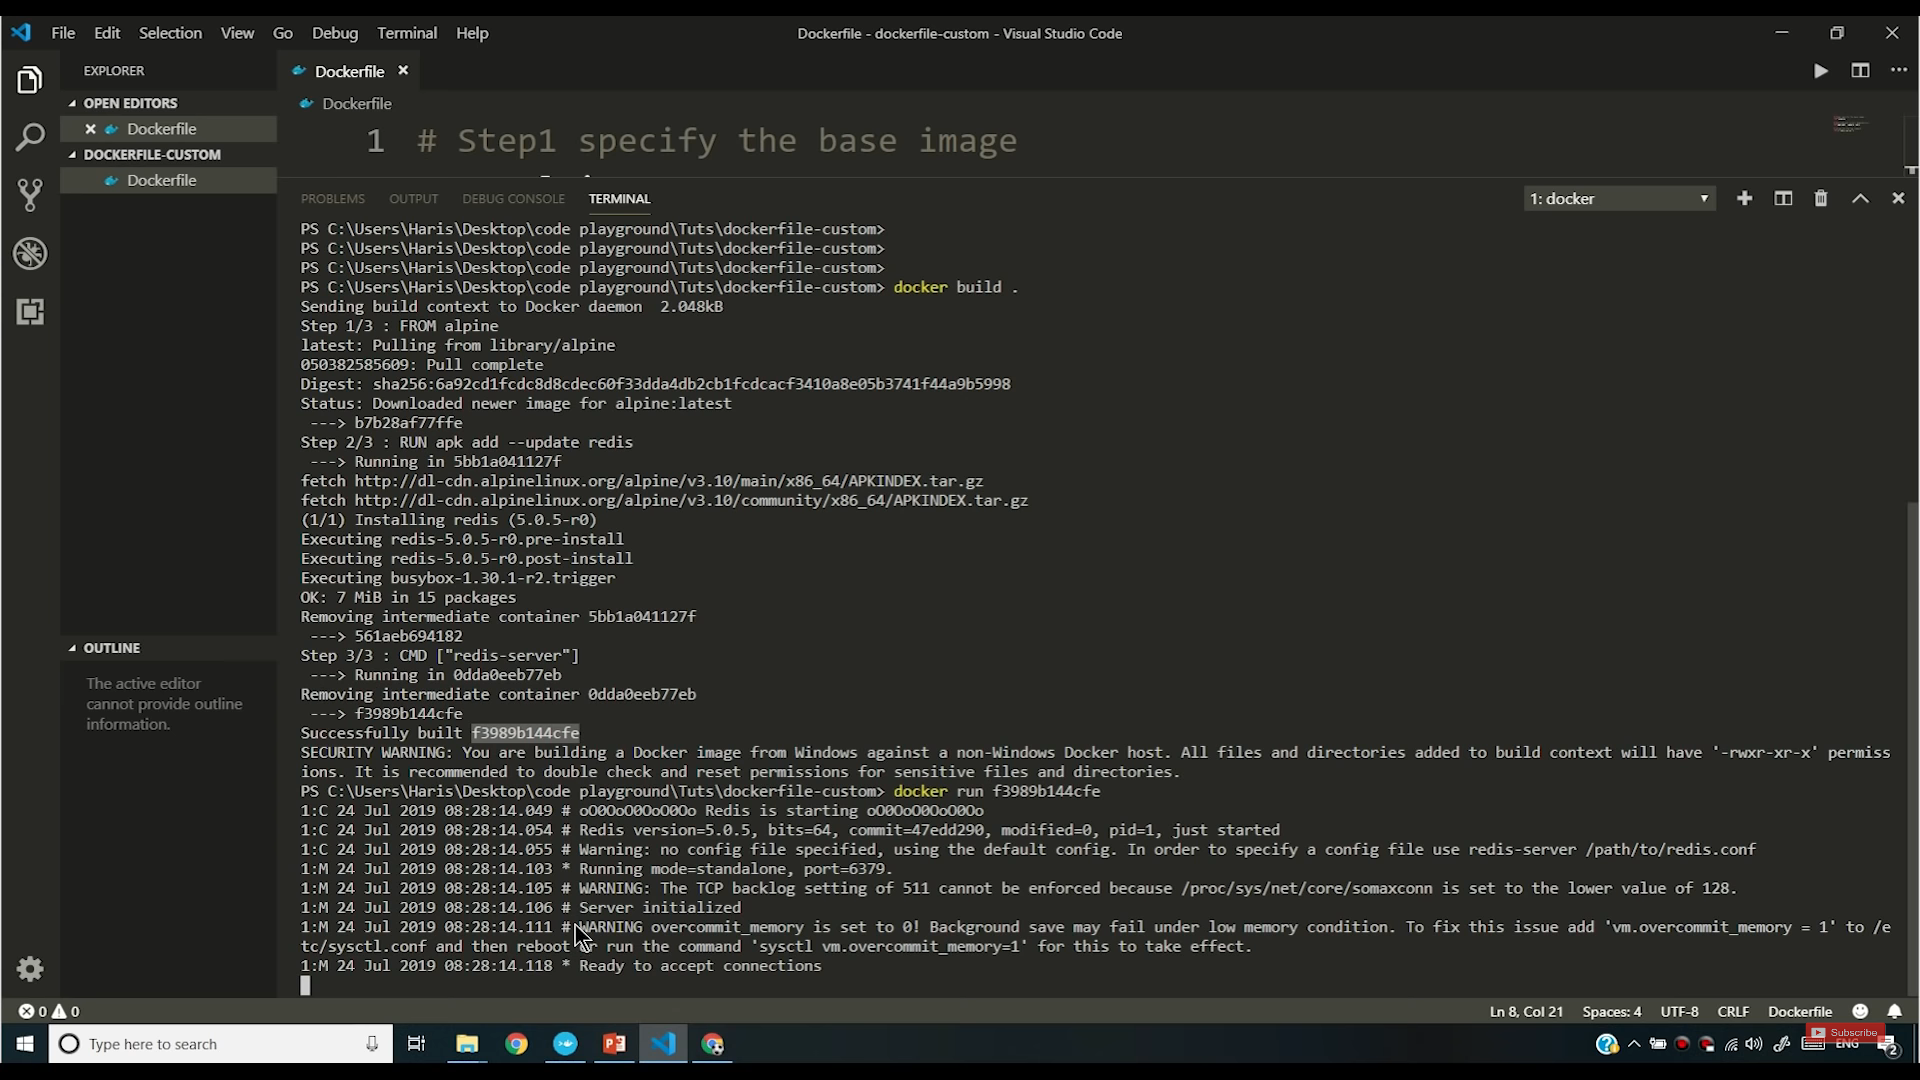 File Edit Selection View Go Debug Terminal Help
Dockerfile - dockerfile-custom - Visual Studio Code
EXPLORER
OPEN EDITORS
Dockerfile
DOCKERFILE-CUSTOM
Dockerfile
OUTLINE
The active editor
cannot provide outline
information.
Dockerfile
Dockerfile
1 # Step1 specify the base image
PROBLEMS OUTPUT DEBUG CONSOLE TERMINAL
1: docker
PS C:\Users\Haris\Desktop\code playground\Tuts\dockerfile-custom>
PS C:\Users\Haris\Desktop\code playground\Tuts\dockerfile-custom>
PS C:\Users\Haris\Desktop\code playground\Tuts\dockerfile-custom>
PS C:\Users\Haris\Desktop\code playground\Tuts\dockerfile-custom> docker build .
Sending build context to Docker daemon  2.048kB
Step 1/3 : FROM alpine
latest: Pulling from library/alpine
050382585609: Pull complete
Digest: sha256:6a92cd1fcdc8d8cdec60f33dda4db2cb1fcdcacf3410a8e05b3741f44a9b5998
Status: Downloaded newer image for alpine:latest
---> b7b28af77ffe
Step 2/3 : RUN apk add --update redis
---> Running in 5bb1a041127f
fetch http://dl-cdn.alpinelinux.org/alpine/v3.10/main/x86_64/APKINDEX.tar.gz
fetch http://dl-cdn.alpinelinux.org/alpine/v3.10/community/x86_64/APKINDEX.tar.gz
(1/1) Installing redis (5.0.5-r0)
Executing redis-5.0.5-r0.pre-install
Executing redis-5.0.5-r0.post-install
Executing busybox-1.30.1-r2.trigger
OK: 7 MiB in 15 packages
Removing intermediate container 5bb1a041127f
---> 561aeb694182
Step 3/3 : CMD ["redis-server"]
---> Running in 0dda0eeb77eb
Removing intermediate container 0dda0eeb77eb
---> f3989b144cfe
Successfully built f3989b144cfe
SECURITY WARNING: You are building a Docker image from Windows against a non-Windows Docker host. All files and directories added to build context will have '-rwxr-xr-x' permiss
ions. It is recommended to double check and reset permissions for sensitive files and directories.
PS C:\Users\Haris\Desktop\code playground\Tuts\dockerfile-custom> docker run f3989b144cfe
1:C 24 Jul 2019 08:28:14.049 # oO0OoO0OoO0Oo Redis is starting oO0OoO0OoO0Oo
1:C 24 Jul 2019 08:28:14.054 # Redis version=5.0.5, bits=64, commit=47edd290, modified=0, pid=1, just started
1:C 24 Jul 2019 08:28:14.055 # Warning: no config file specified, using the default config. In order to specify a config file use redis-server /path/to/redis.conf
1:M 24 Jul 2019 08:28:14.103 * Running mode=standalone, port=6379.
1:M 24 Jul 2019 08:28:14.105 # WARNING: The TCP backlog setting of 511 cannot be enforced because /proc/sys/net/core/somaxconn is set to the lower value of 128.
1:M 24 Jul 2019 08:28:14.106 # Server initialized
1:M 24 Jul 2019 08:28:14.111 # WARNING overcommit_memory is set to 0! Background save may fail under low memory condition. To fix this issue add 'vm.overcommit_memory = 1' to /e
tc/sysctl.conf and then reboot or run the command 'sysctl vm.overcommit_memory=1' for this to take effect.
1:M 24 Jul 2019 08:28:14.118 * Ready to accept connections
0 0
Ln 8, Col 21 Spaces: 4 UTF-8 CRLF Dockerfile
Type here to search
Subscribe
ENG
2